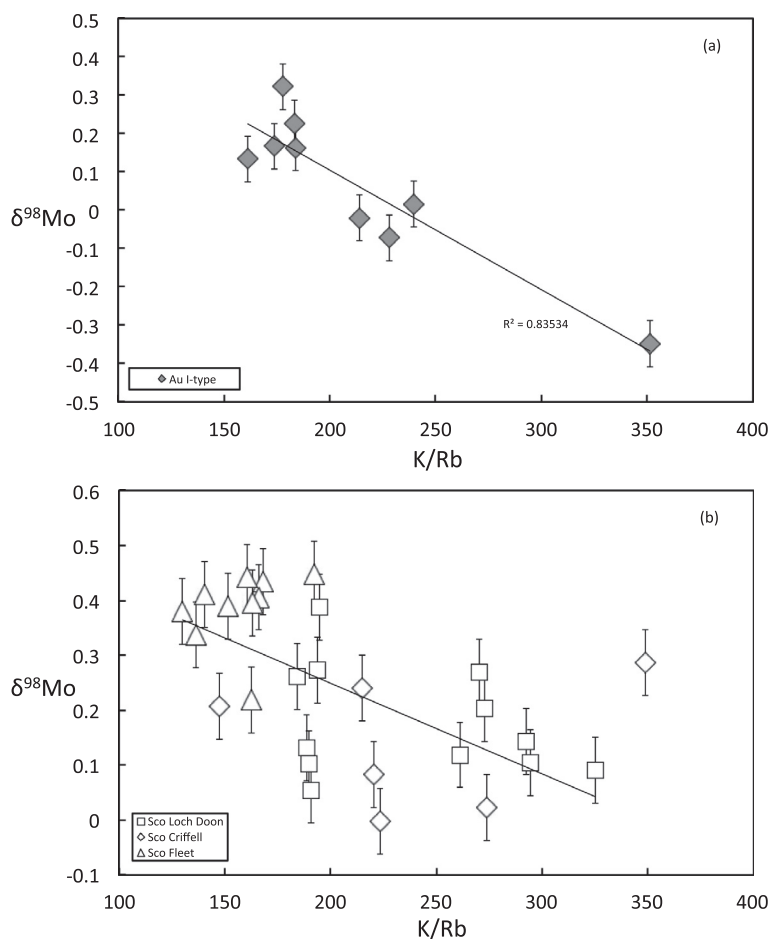 0.5
(a)
0.4
0.3
0.2
0.1
0
δ⁹⁸Mo
-0.1
-0.2
-0.3
R² = 0.83534
-0.4
Au I-type
-0.5
100 150 200 250 300 350 400
K/Rb
0.6
(b)
0.5
0.4
0.3
δ⁹⁸Mo
0.2
0.1
0
Sco Loch Doon
Sco Criffell
Sco Fleet
-0.1
100 150 200 250 300 350 400
K/Rb